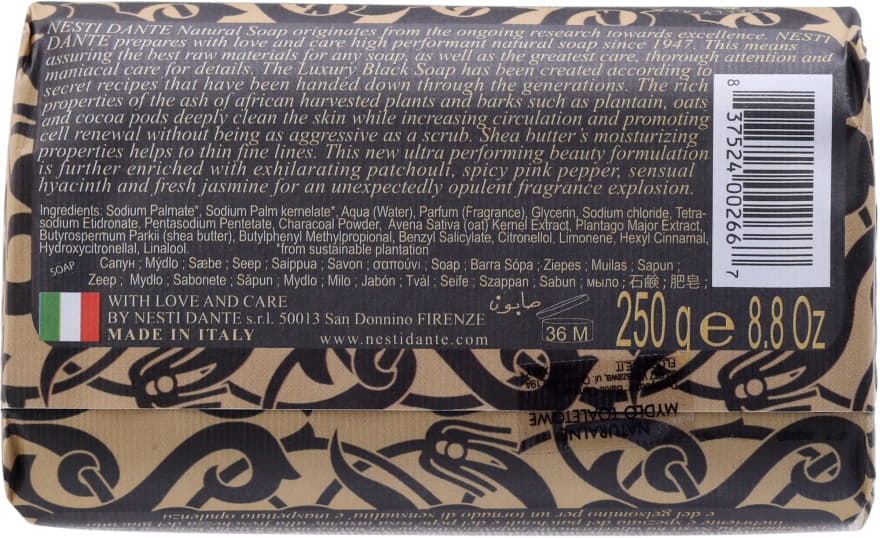 NESTI DANTE Natural Soap originates from the ongoing research towards excellence. NESTI
DANTE prepares with love and care high performant natural soap since 1947. This means
assuring the best raw materials for any soap, as well as the greatest care, thorough attention and
maniacal care for details. The Luxury Black Soap has been created according to
secret recipes that have been handed down through the generations. The rich
properties of the ash of african harvested plants and barks such as plantain, oats
and cocoa pods deeply clean the skin while increasing circulation and promoting
cell renewal without being as aggressive as a scrub. Shea butter's moisturizing
properties helps to thin fine lines. This new ultra performing beauty formulation
is further enriched with exhilarating patchouli, spicy pink pepper, sensual
hyacinth and fresh jasmine for an unexpectedly opulent fragrance explosion.
8 37524 00266 7
Ingredients: Sodium Palmate*, Sodium Palm kernelate*, Aqua (Water), Parfum (Fragrance), Glycerin, Sodium chloride, Tetra-
sodium Etidronate, Pentasodium Pentetate, Characoal Powder, Avena Sativa (oat) Kernel Extract, Plantago Major Extract,
Butyrospermum Parkii (shea butter), Butylphenyl Methylpropional, Benzyl Salicylate, Citronellol, Limonene, Hexyl Cinnamal,
Hydroxycitronellal, Linalool. *from sustainable plantation
SOAP Сапун ; Mýdlo ; Sæbe ; Seep ; Saippua ; Savon ; σαπούνι ; Soap ; Barra Sópa ; Ziepes ; Muilas ; Sapun ;
Zeep ; Mydło ; Sabonete ; Săpun ; Mydlo ; Milo ; Jabón ; Tvál ; Seife ; Szappan ; Sabun ; мыло ; 石鹸 ; 肥皂 ;
صابون
WITH LOVE AND CARE
BY NESTI DANTE s.r.l. 50013 San Donnino FIRENZE
MADE IN ITALY www.nestidante.com
36 M
250 g e 8.8 Oz
NATURALNE
MYDŁO TOALETOWE